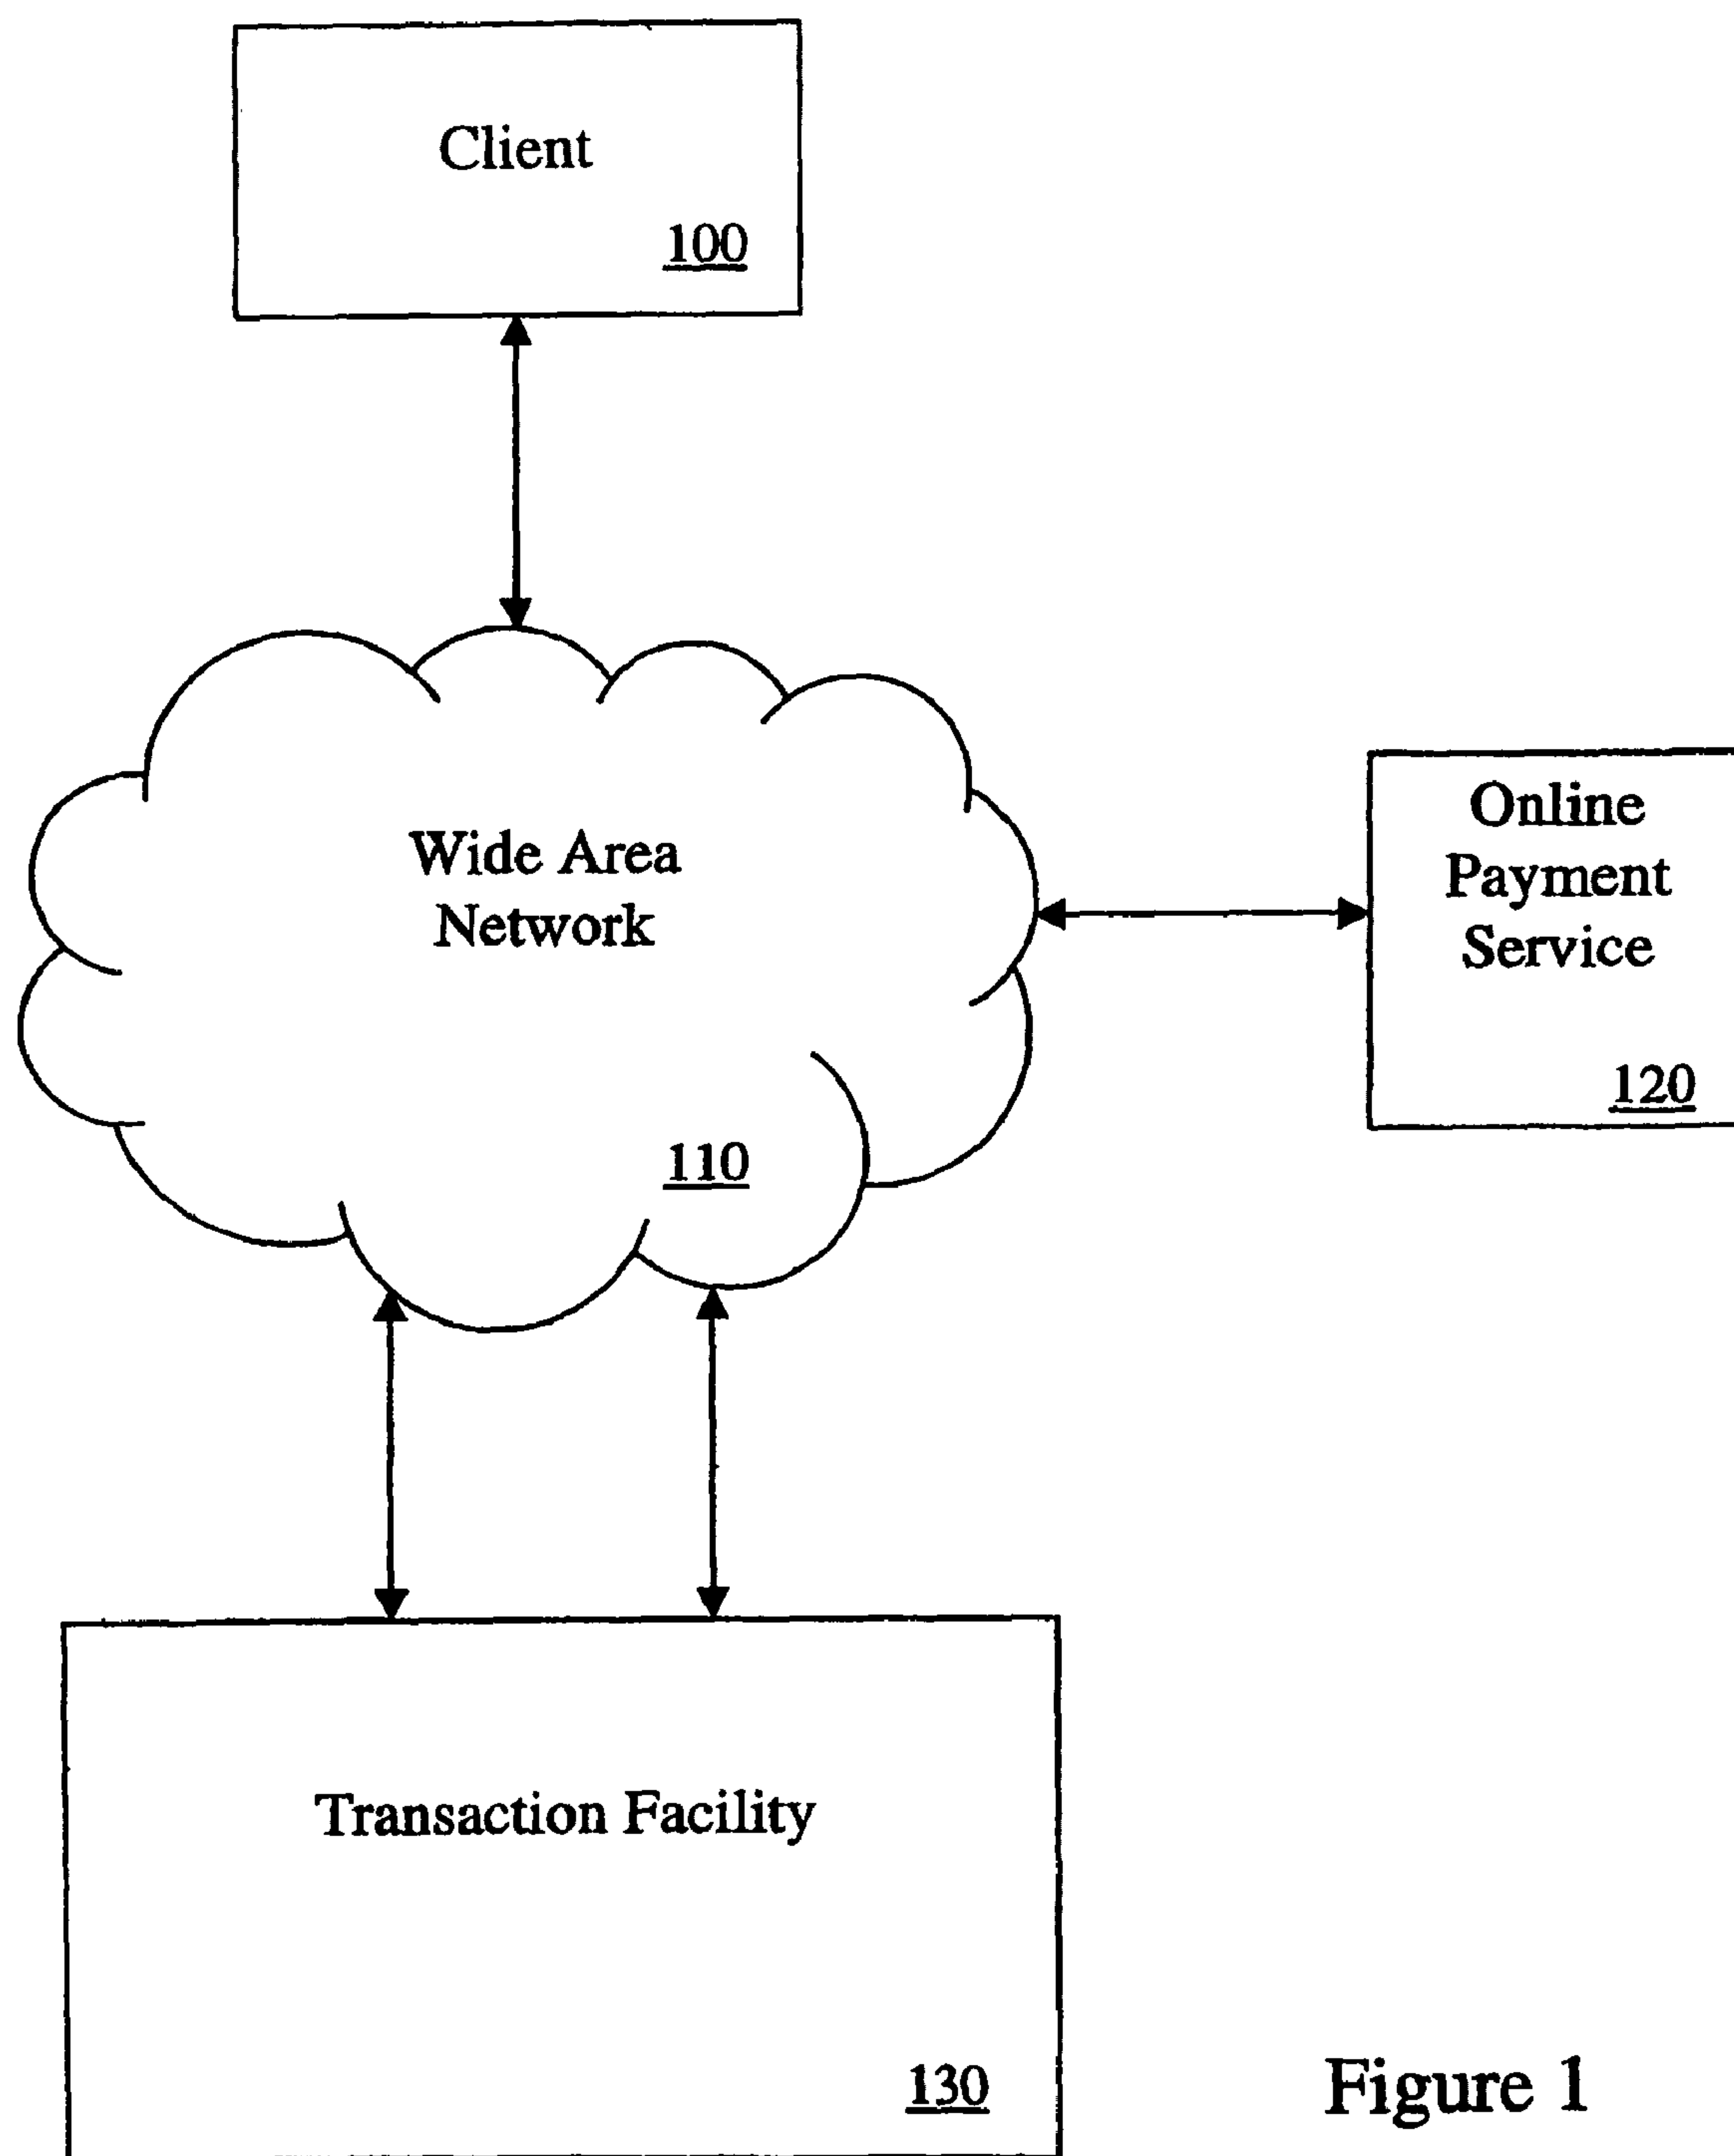 Client
100
Wide Area
Network
110
Online
Payment
Service
120
Transaction Facility
130
Figure 1